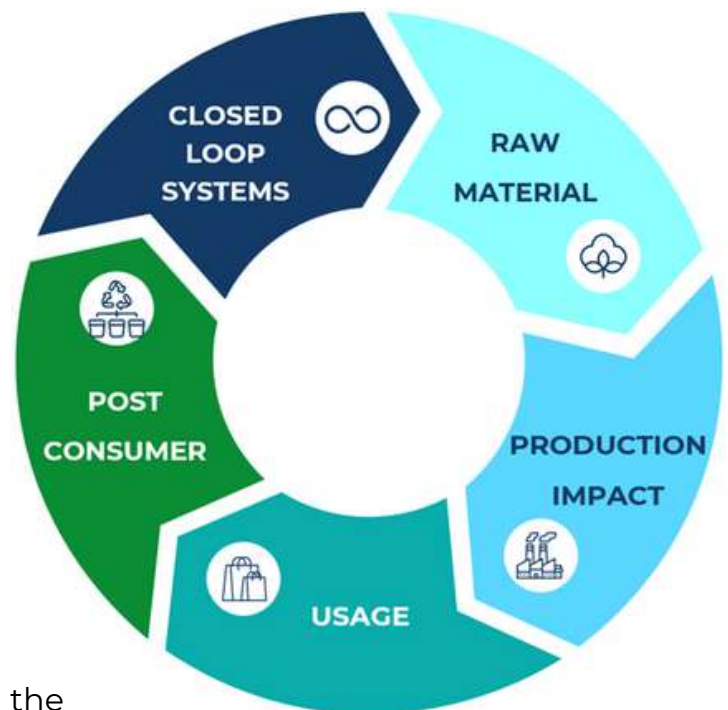 CLOSED
LOOP
SYSTEMS
RAW
MATERIAL
PRODUCTION
IMPACT
USAGE
POST
CONSUMER
the